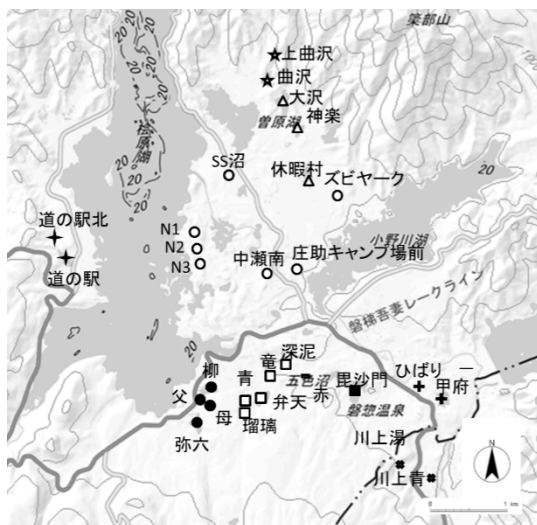 築部山
上曲沢
曲沢
大沢
神楽
曽原湖
桧原湖
20
20
20
20
20
20
SS沼
休暇村
ズビヤーク
20
小野川湖
道の駅北
道の駅
N1
N2
N3
中瀬南
庄助キャンプ場前
磐梯吾妻レークライン
深泥
竜
柳
青
五色沼
毘沙門
ひばり
甲府
父
母
弁天
赤
瑠璃
磐惣温泉
弥六
川上湯
川上青
N
0
1 km